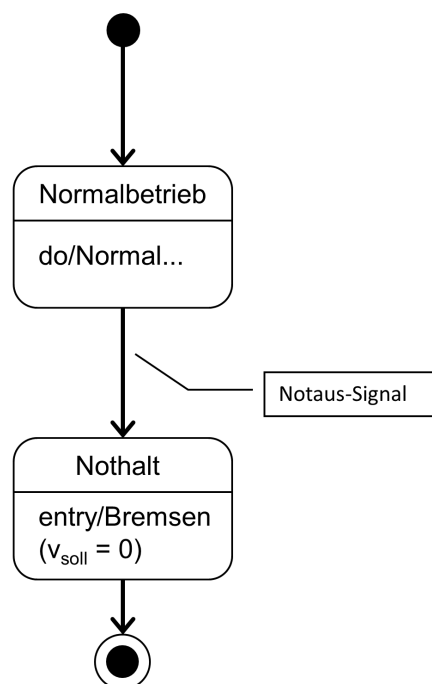 Normalbetrieb
do/Normal...
Notaus-Signal
Nothalt
entry/Bremsen
(vsoll = 0)